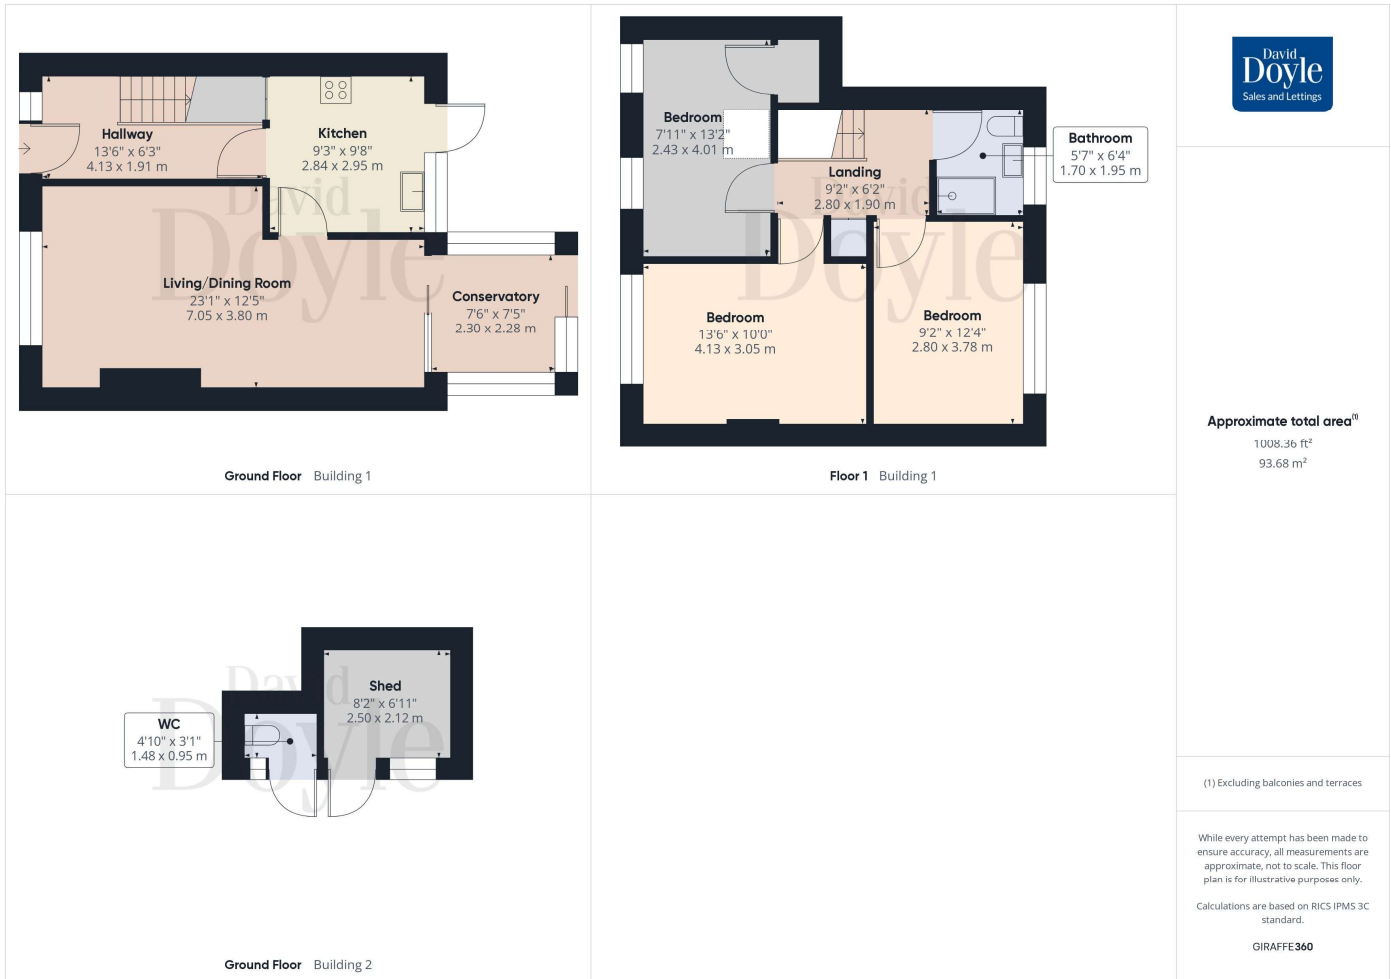 Hallway
13'6" x 6'3"
4.13 x 1.91 m
Kitchen
9'3" x 9'8"
2.84 x 2.95 m
Living/Dining Room
23'1" x 12'5"
7.05 x 3.80 m
Conservatory
7'6" x 7'5"
2.30 x 2.28 m
David
Doyle
Ground Floor Building 1
Bedroom
7'11" x 13'2"
2.43 x 4.01 m
Landing
9'2" x 6'2"
2.80 x 1.90 m
Bathroom
5'7" x 6'4"
1.70 x 1.95 m
Bedroom
13'6" x 10'0"
4.13 x 3.05 m
Bedroom
9'2" x 12'4"
2.80 x 3.78 m
David
Doyle
Floor 1 Building 1
David
Doyle
Sales and Lettings
Approximate total area(1)
1008.36 ft²
93.68 m²
Shed
8'2" x 6'11"
2.50 x 2.12 m
WC
4'10" x 3'1"
1.48 x 0.95 m
David
Doyle
Ground Floor Building 2
(1) Excluding balconies and terraces
While every attempt has been made to
ensure accuracy, all measurements are
approximate, not to scale. This floor
plan is for illustrative purposes only.
Calculations are based on RICS IPMS 3C
standard.
GIRAFFE360